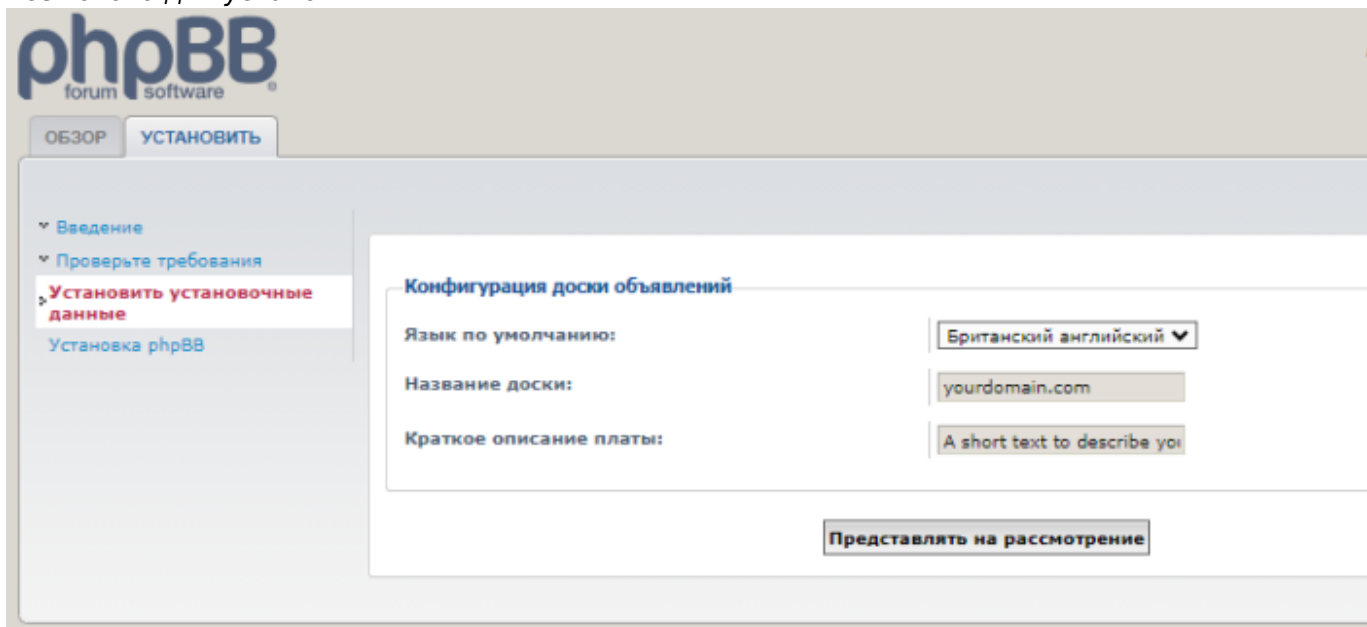 phpBB
forum software ®
ОБЗОР УСТАНОВИТЬ
Введение
Проверьте требования
Установить установочные
данные
Установка phpBB
Конфигурация доски объявлений
Язык по умолчанию:
Британский английский
Название доски:
yourdomain.com
Краткое описание платы:
A short text to describe you
Представлять на рассмотрение